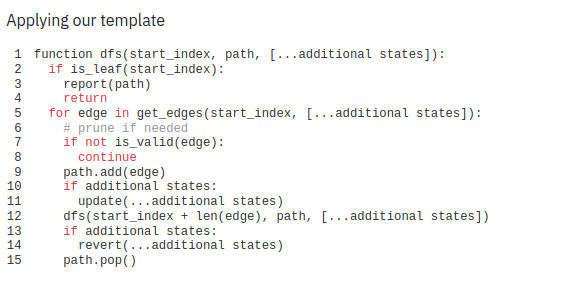 Applying our template
1 function dfs(start_index, path, [...additional states]):
2   if is_leaf(start_index):
3     report(path)
4     return
5   for edge in get_edges(start_index, [...additional states]):
6     # prune if needed
7     if not is_valid(edge):
8       continue
9     path.add(edge)
10     if additional states:
11       update(...additional states)
12     dfs(start_index + len(edge), path, [...additional states])
13     if additional states:
14       revert(...additional states)
15     path.pop()